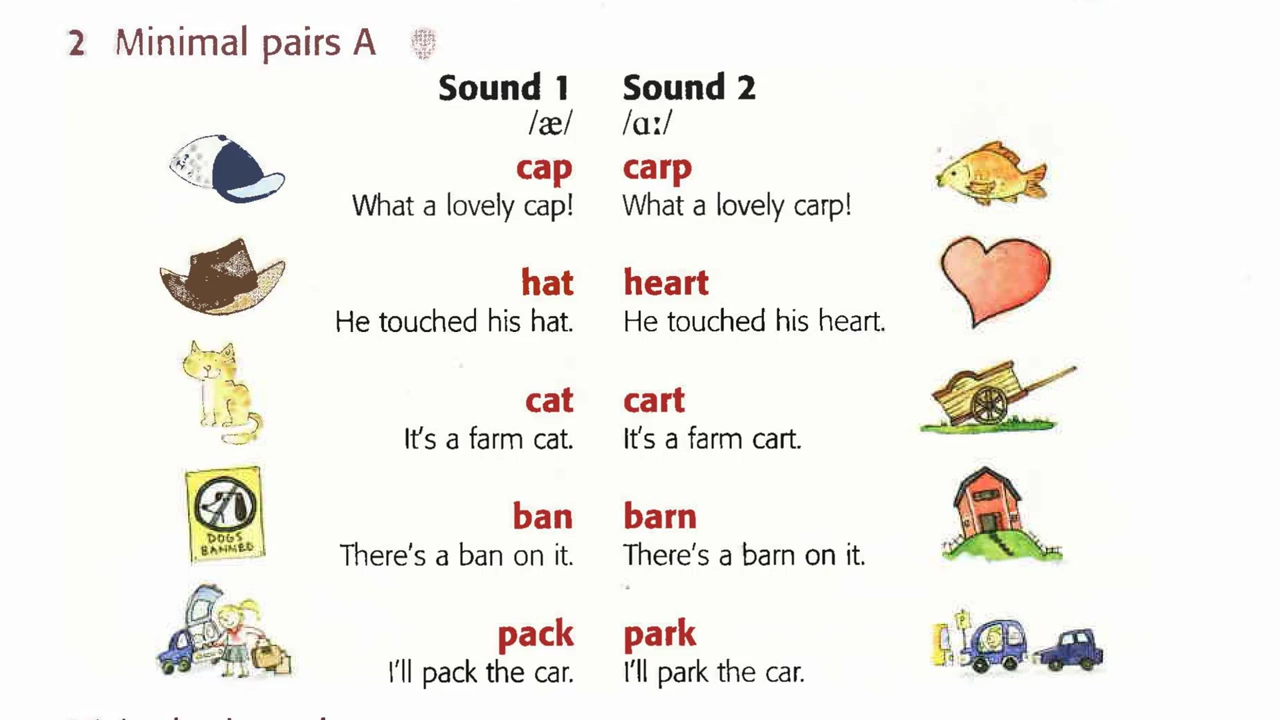 2 Minimal pairs A
Sound 1 Sound 2
/æ/ /ɑː/
cap carp
What a lovely cap! What a lovely carp!
hat heart
He touched his hat. He touched his heart.
cat cart
It's a farm cat. It's a farm cart.
ban barn
There's a ban on it. There's a barn on it.
DOGS
BANNED
pack park
P
I'll pack the car. I'll park the car.